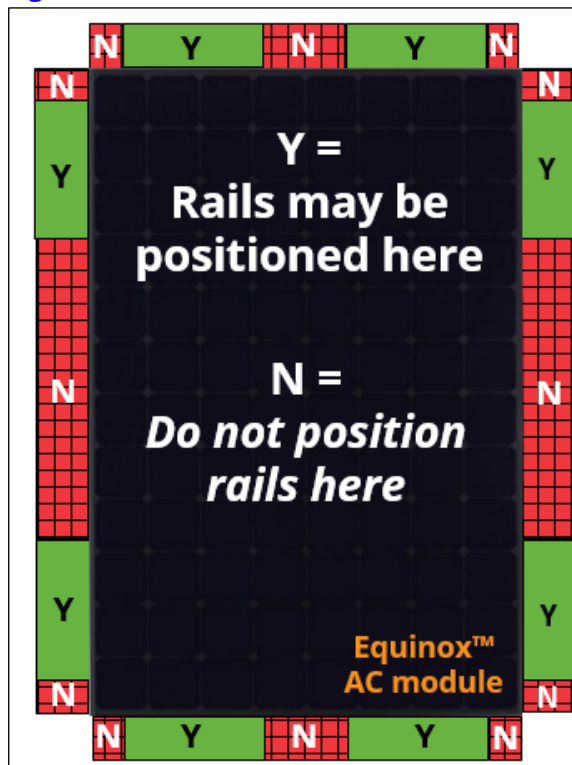 N Y N Y N
N N
Y Y
Y =
Rails may be
positioned here
N =
N N
Do not position
rails here
Y Y
Equinox™
AC module
N N
N Y N Y N